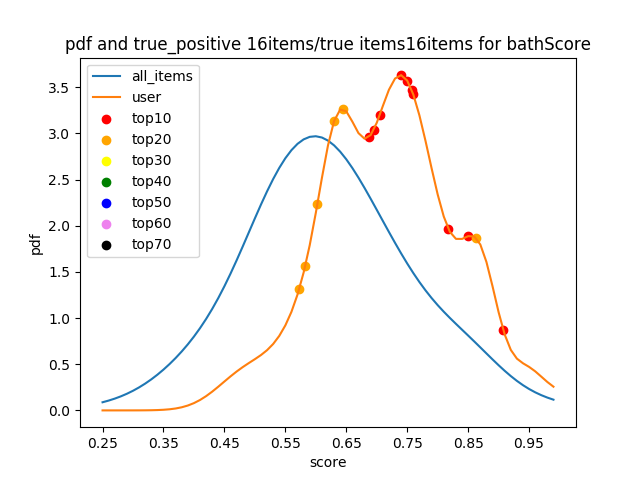 pdf and true_positive 16items/true items16items for bathScore
all_items
user
top10
top20
top30
top40
top50
top60
top70
3.5
3.0
2.5
2.0
1.5
1.0
0.5
0.0
pdf
0.25 0.35 0.45 0.55 0.65 0.75 0.85 0.95
score